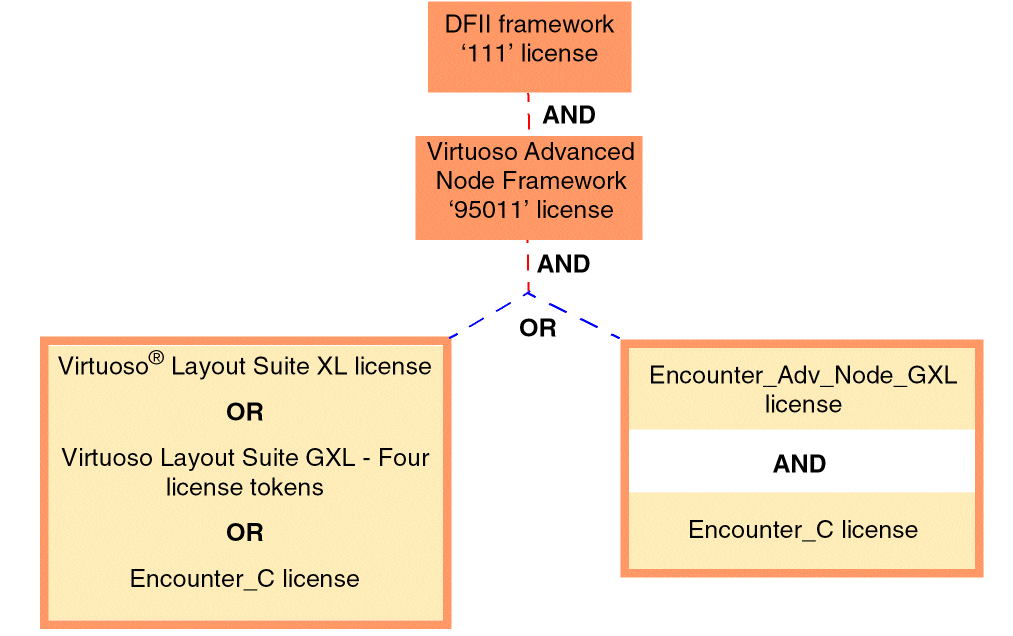 DFII framework
‘111’ license
AND
Virtuoso Advanced
Node Framework
‘95011’ license
AND
OR
Virtuoso® Layout Suite XL license
OR
Virtuoso Layout Suite GXL - Four
license tokens
OR
Encounter_C license
Encounter_Adv_Node_GXL
license
AND
Encounter_C license